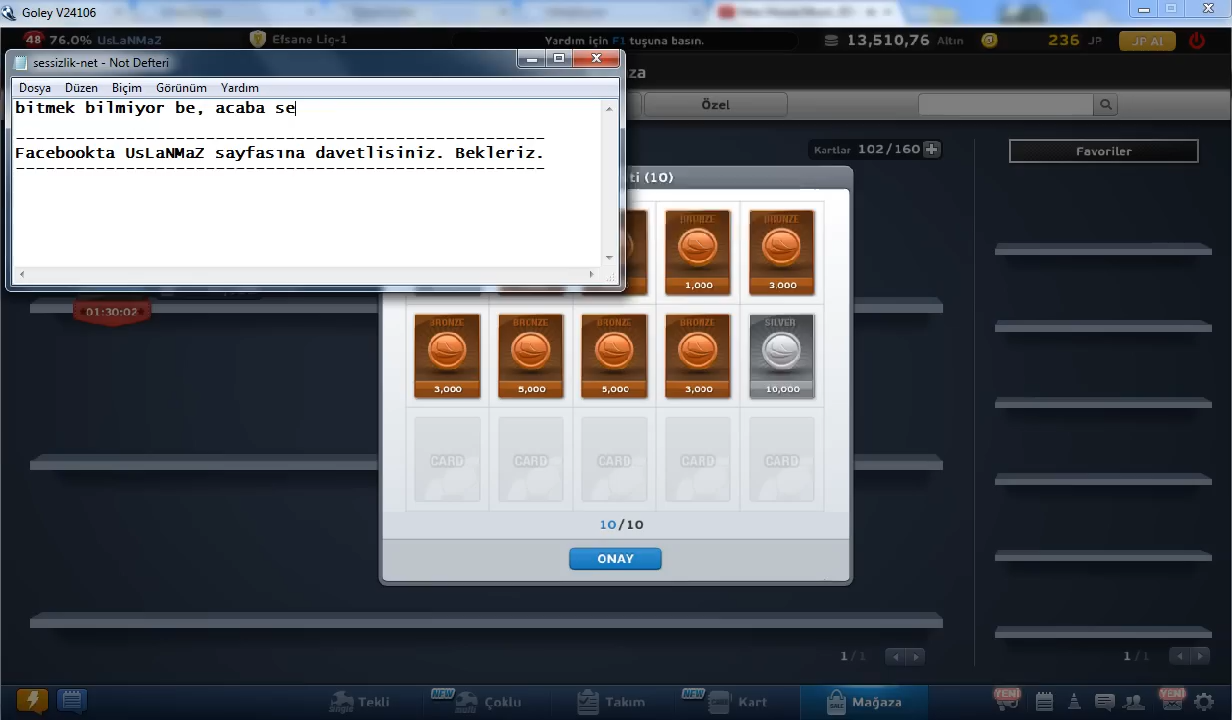 Goley V24106
48 76.0% UsLaNMaZ
Efsane Lig-1
Yardım için F1 tuşuna basın.
13,510,76 Altın
236 JP
JP AL
sessizlik-net - Not Defteri
Dosya Düzen Biçim Görünüm Yardım
bitmek bilmiyor be, acaba se
-----------------------------------------------------
Facebookta UsLaNMaZ sayfasına davetlisiniz. Bekleriz.
-----------------------------------------------------
za
Özel
Kartlar 102/160
Favoriler
ti (10)
BRONZE BRONZE
1,000 3,000
01:30:02
BRONZE BRONZE BRONZE BRONZE SILVER
3,000 5,000 5,000 3,000 10,000
CARD CARD CARD CARD CARD
10/10
ONAY
1/1
1/1
Tekli
NEW Çoklu
Takım
NEW Kart
SALE Mağaza
YENİ
YENİ